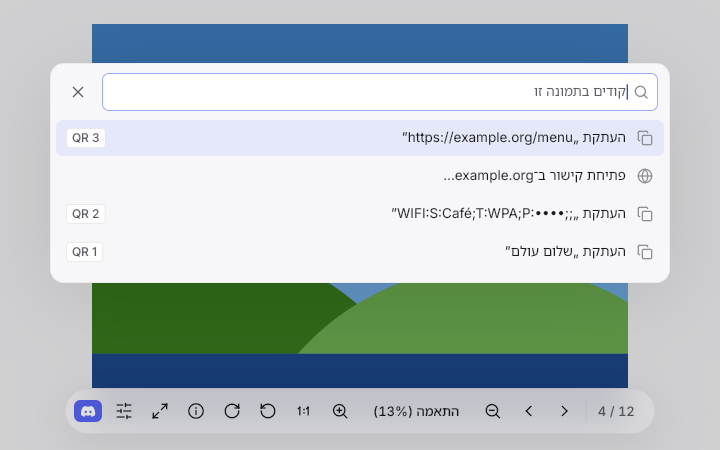 קודים בתמונה זו
העתקת „https://example.org/menu”
QR 3
פתיחת קישור ב־example.org…
העתקת „WIFI:S:Café;T:WPA;P:••••;;”
QR 2
העתקת „שלום עולם”
QR 1
1:1 התאמה (13%) 4 / 12